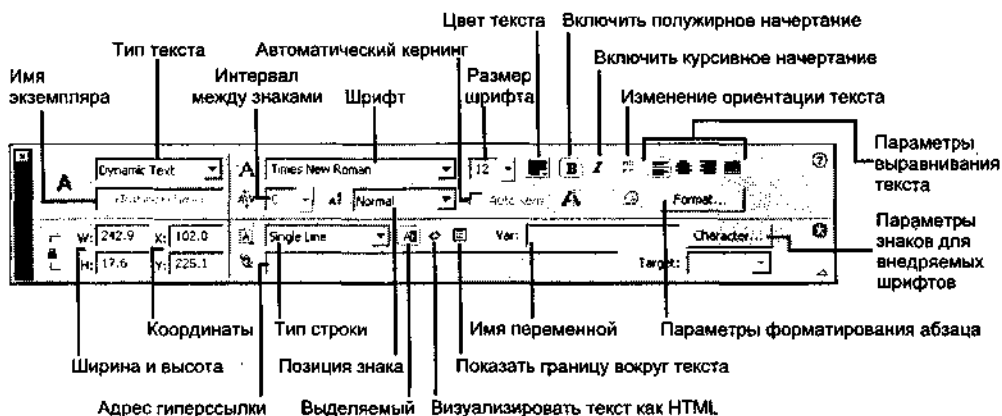 Цвет текста
Включить полужирное начертание
Тип текста
Автоматический кернинг
Включить курсивное начертание
Имя экземпляра
Интервал между знаками
Шрифт
Размер шрифта
Изменение ориентации текста
Параметры выравнивания текста
A
Dynamic Text
A
Times New Roman
12
B
I
Normal
Auto Kern
Format...
W: 242.9
X: 102.0
Single Line
Var:
Character...
H: 17.6
Y: 225.1
Target:
Параметры знаков для внедряемых шрифтов
Координаты
Тип строки
Имя переменной
Параметры форматирования абзаца
Ширина и высота
Позиция знака
Показать границу вокруг текста
Адрес гиперссылки
Выделяемый
Визуализировать текст как HTML